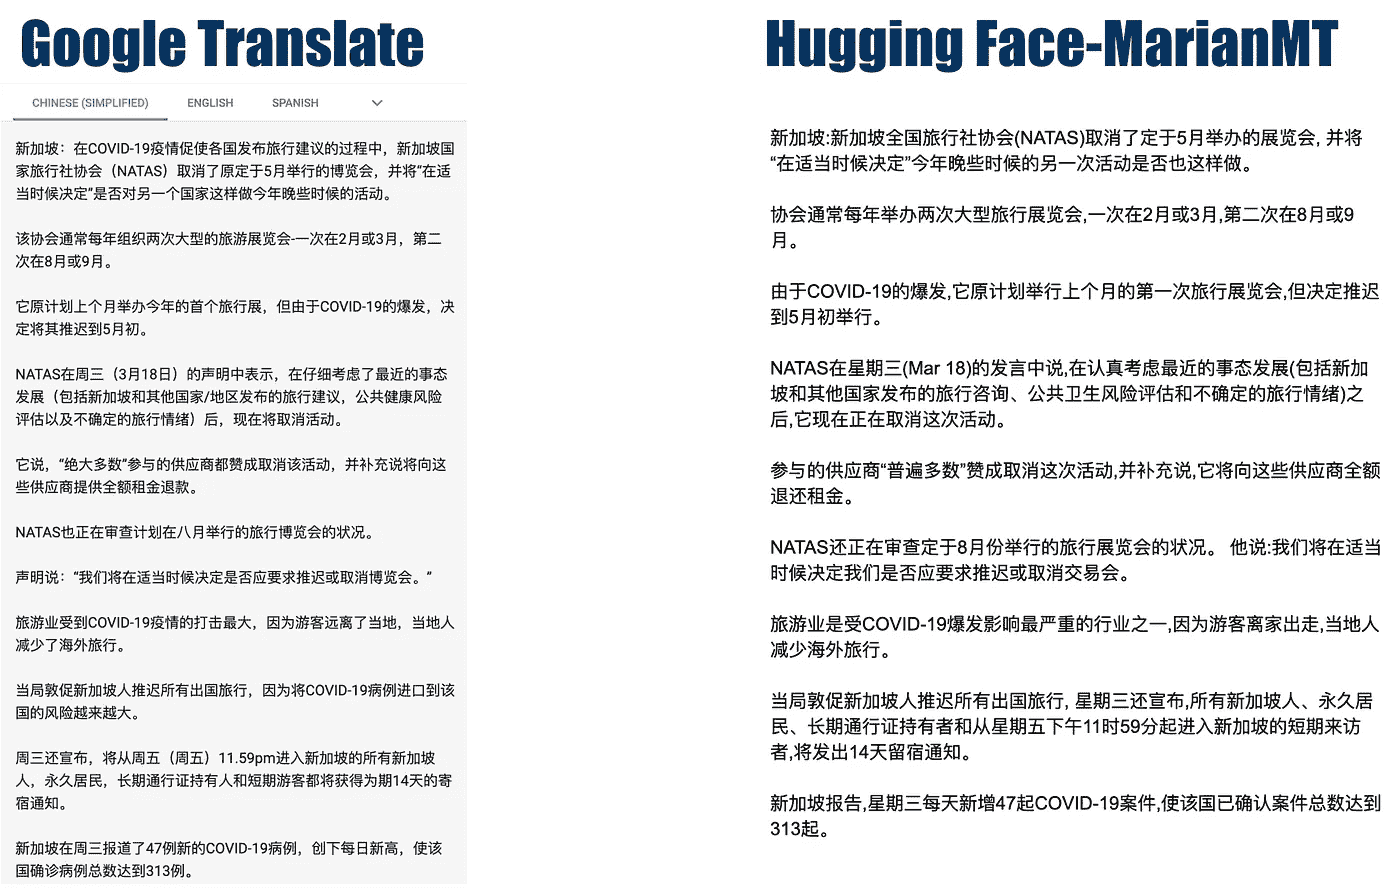 Google Translate
CHINESE (SIMPLIFIED) ENGLISH SPANISH
新加坡：在COVID-19疫情促使各国发布旅行建议的过程中，新加坡国
家旅行社协会（NATAS）取消了原定于5月举行的博览会，并将“在适
当时候决定”是否对另一个国家这样做今年晚些时候的活动。
该协会通常每年组织两次大型的旅游展览会-一次在2月或3月，第二
次在8月或9月。
它原计划上个月举办今年的首个旅行展，但由于COVID-19的爆发，决
定将其推迟到5月初。
NATAS在周三（3月18日）的声明中表示，在仔细考虑了最近的事态
发展（包括新加坡和其他国家/地区发布的旅行建议，公共健康风险
评估以及不确定的旅行情绪）后，现在将取消活动。
它说，“绝大多数”参与的供应商都赞成取消该活动，并补充说将向这
些供应商提供全额租金退款。
NATAS也正在审查计划在八月举行的旅行博览会的状况。
声明说：“我们将在适当时候决定是否应要求推迟或取消博览会。”
旅游业受到COVID-19疫情的打击最大，因为游客远离了当地，当地人
减少了海外旅行。
当局敦促新加坡人推迟所有出国旅行，因为将COVID-19病例进口到该
国的风险越来越大。
周三还宣布，将从周五（周五）11.59pm进入新加坡的所有新加坡
人，永久居民，长期通行证持有人和短期游客都将获得为期14天的寄
宿通知。
新加坡在周三报道了47例新的COVID-19病例，创下每日新高，使该
国确诊病例总数达到313例。
Hugging Face-MarianMT
新加坡:新加坡全国旅行社协会(NATAS)取消了定于5月举办的展览会, 并将
“在适当时候决定”今年晚些时候的另一次活动是否也这样做。
协会通常每年举办两次大型旅行展览会,一次在2月或3月,第二次在8月或9
月。
由于COVID-19的爆发,它原计划举行上个月的第一次旅行展览会,但决定推迟
到5月初举行。
NATAS在星期三(Mar 18)的发言中说,在认真考虑最近的事态发展(包括新加
坡和其他国家发布的旅行咨询、公共卫生风险评估和不确定的旅行情绪)之
后,它现在正在取消这次活动。
参与的供应商“普遍多数”赞成取消这次活动,并补充说,它将向这些供应商全额
退还租金。
NATAS还正在审查定于8月份举行的旅行展览会的状况。 他说:我们将在适当
时候决定我们是否应要求推迟或取消交易会。
旅游业是受COVID-19爆发影响最严重的行业之一,因为游客离家出走,当地人
减少海外旅行。
当局敦促新加坡人推迟所有出国旅行, 星期三还宣布,所有新加坡人、永久居
民、长期通行证持有者和从星期五下午11时59分起进入新加坡的短期来访
者,将发出14天留宿通知。
新加坡报告,星期三每天新增47起COVID-19案件,使该国已确认案件总数达到
313起。